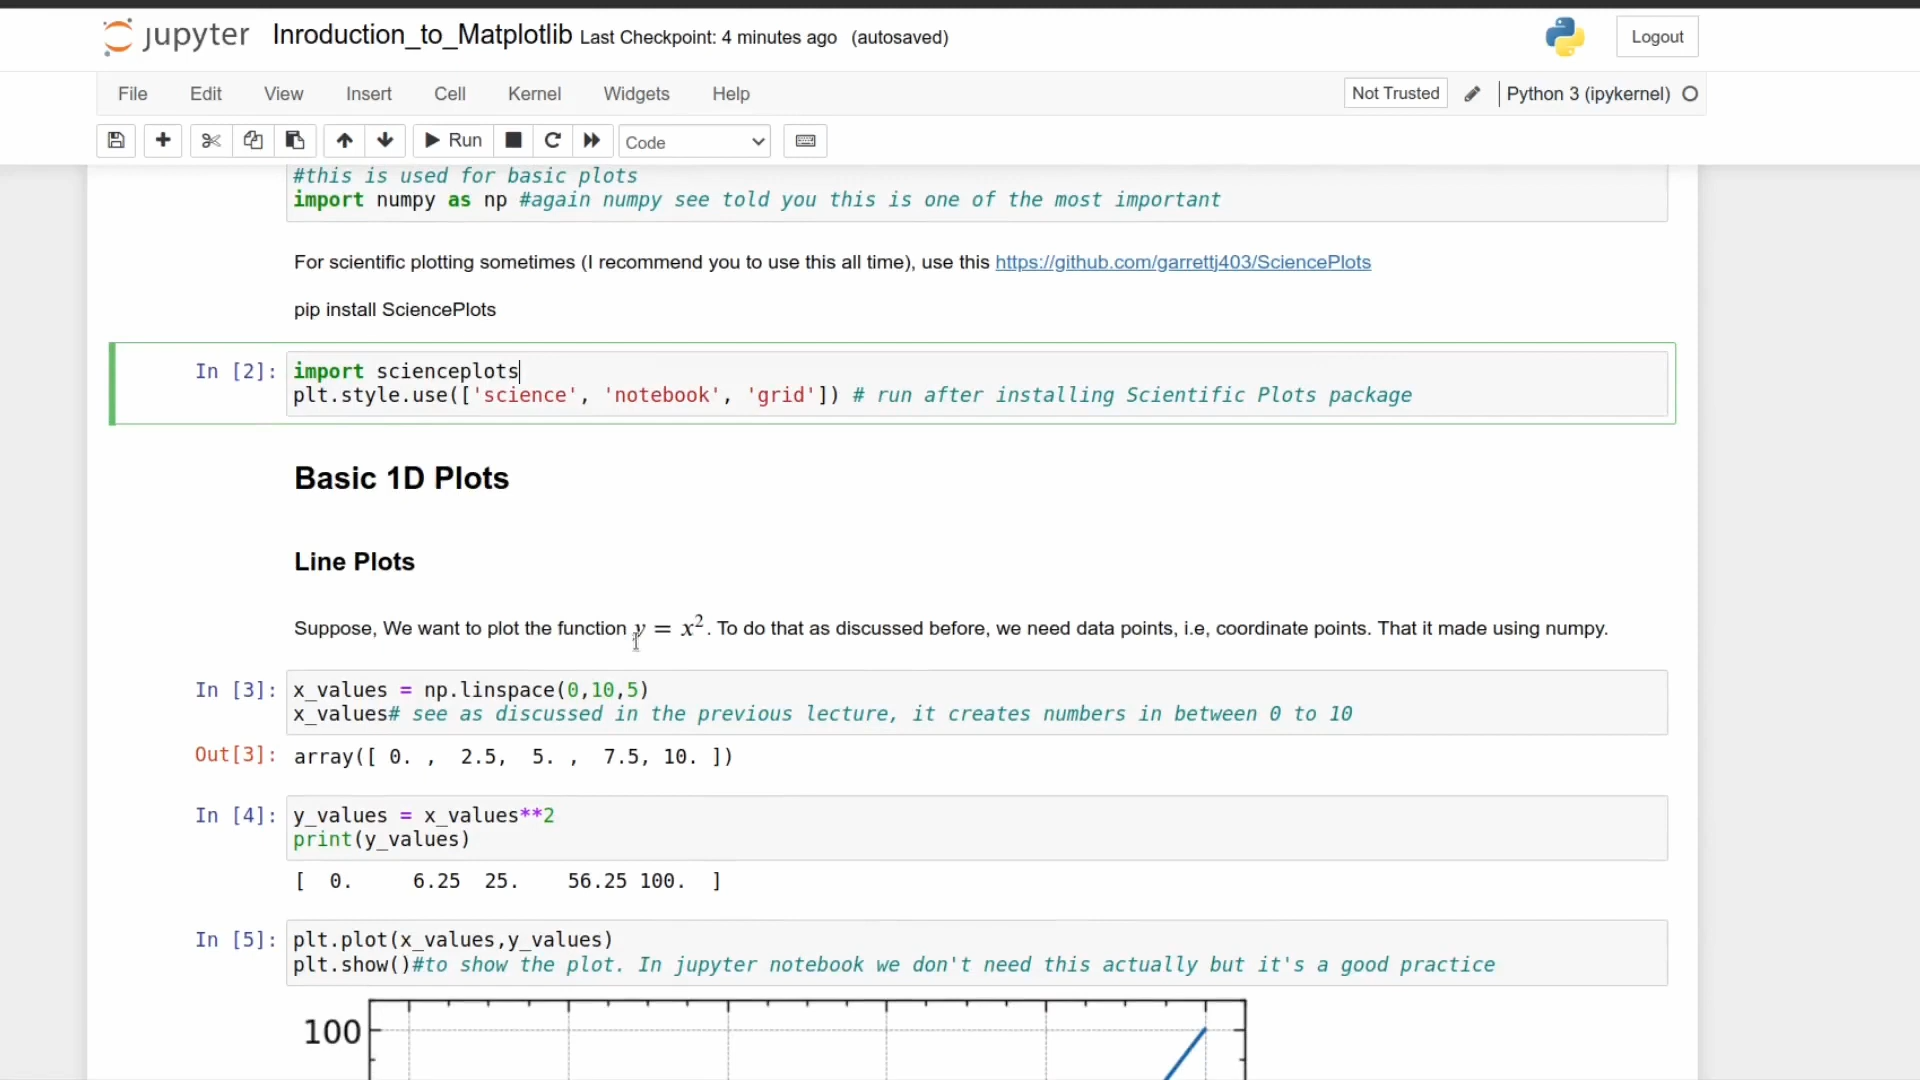 jupyter Inroduction_to_Matplotlib Last Checkpoint: 4 minutes ago (autosaved) Logout
File Edit View Insert Cell Kernel Widgets Help Not Trusted Python 3 (ipykernel)
Run Code
#this is used for basic plots
import numpy as np #again numpy see told you this is one of the most important
For scientific plotting sometimes (I recommend you to use this all time), use this https://github.com/garrettj403/SciencePlots
pip install SciencePlots
In [2]: import scienceplots
plt.style.use(['science', 'notebook', 'grid']) # run after installing Scientific Plots package
Basic 1D Plots
Line Plots
Suppose, We want to plot the function y = x². To do that as discussed before, we need data points, i.e, coordinate points. That it made using numpy.
In [3]: x_values = np.linspace(0,10,5)
x_values# see as discussed in the previous lecture, it creates numbers in between 0 to 10
Out[3]: array([ 0. ,  2.5,  5. ,  7.5, 10. ])
In [4]: y_values = x_values**2
print(y_values)
[  0.     6.25  25.    56.25 100.  ]
In [5]: plt.plot(x_values,y_values)
plt.show()#to show the plot. In jupyter notebook we don't need this actually but it's a good practice
100